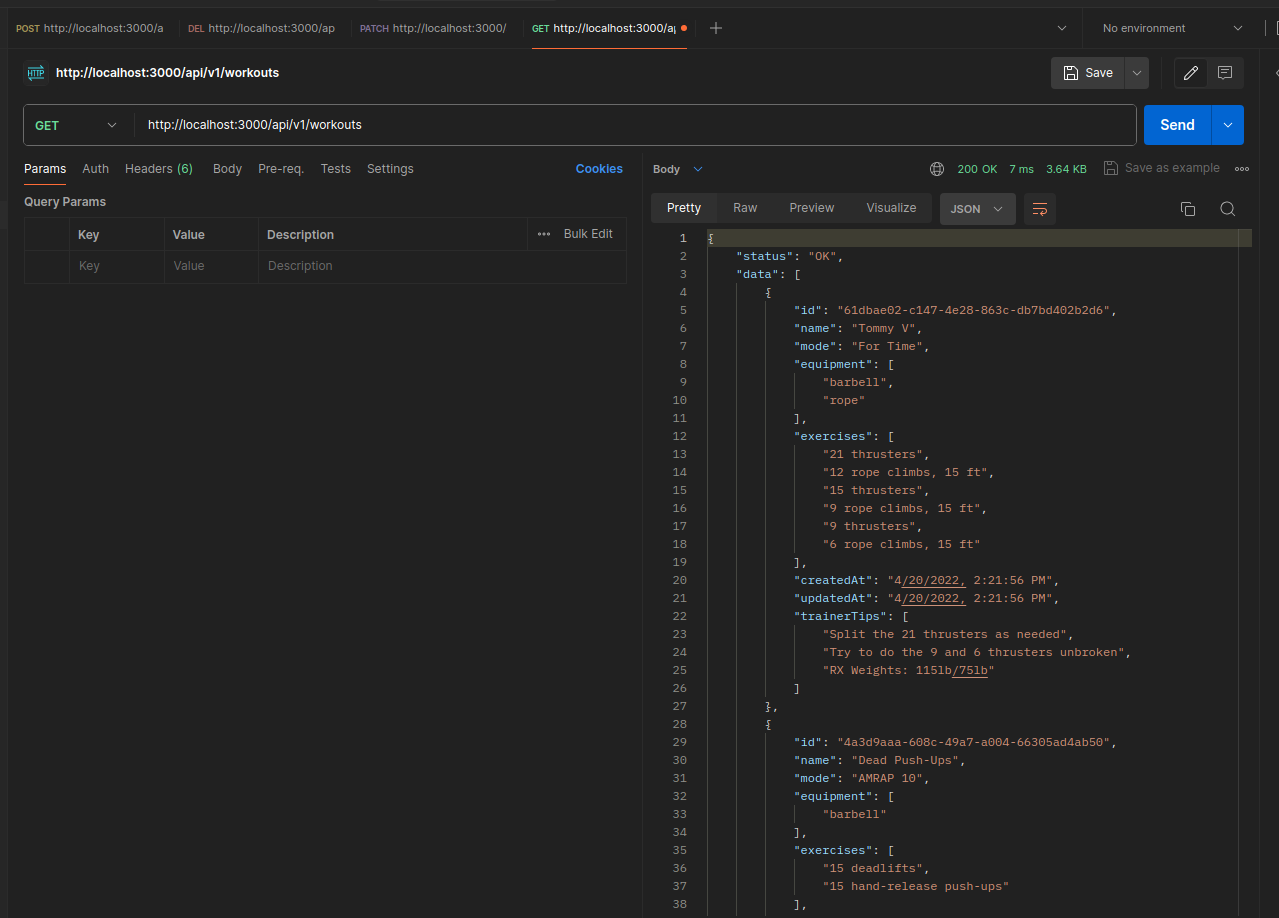 POST http://localhost:3000/a DEL http://localhost:3000/ap PATCH http://localhost:3000/ GET http://localhost:3000/ap No environment
HTTP http://localhost:3000/api/v1/workouts Save
GET http://localhost:3000/api/v1/workouts Send
Params Auth Headers (6) Body Pre-req. Tests Settings Cookies
Body 200 OK 7 ms 3.64 KB Save as example
Query Params
Pretty Raw Preview Visualize JSON
Key Value Description Bulk Edit
Key Value Description
1 {
2 "status": "OK",
3 "data": [
4 {
5 "id": "61dbae02-c147-4e28-863c-db7bd402b2d6",
6 "name": "Tommy V",
7 "mode": "For Time",
8 "equipment": [
9 "barbell",
10 "rope"
11 ],
12 "exercises": [
13 "21 thrusters",
14 "12 rope climbs, 15 ft",
15 "15 thrusters",
16 "9 rope climbs, 15 ft",
17 "9 thrusters",
18 "6 rope climbs, 15 ft"
19 ],
20 "createdAt": "4/20/2022, 2:21:56 PM",
21 "updatedAt": "4/20/2022, 2:21:56 PM",
22 "trainerTips": [
23 "Split the 21 thrusters as needed",
24 "Try to do the 9 and 6 thrusters unbroken",
25 "RX Weights: 115lb/75lb"
26 ]
27 },
28 {
29 "id": "4a3d9aaa-608c-49a7-a004-66305ad4ab50",
30 "name": "Dead Push-Ups",
31 "mode": "AMRAP 10",
32 "equipment": [
33 "barbell"
34 ],
35 "exercises": [
36 "15 deadlifts",
37 "15 hand-release push-ups"
38 ],